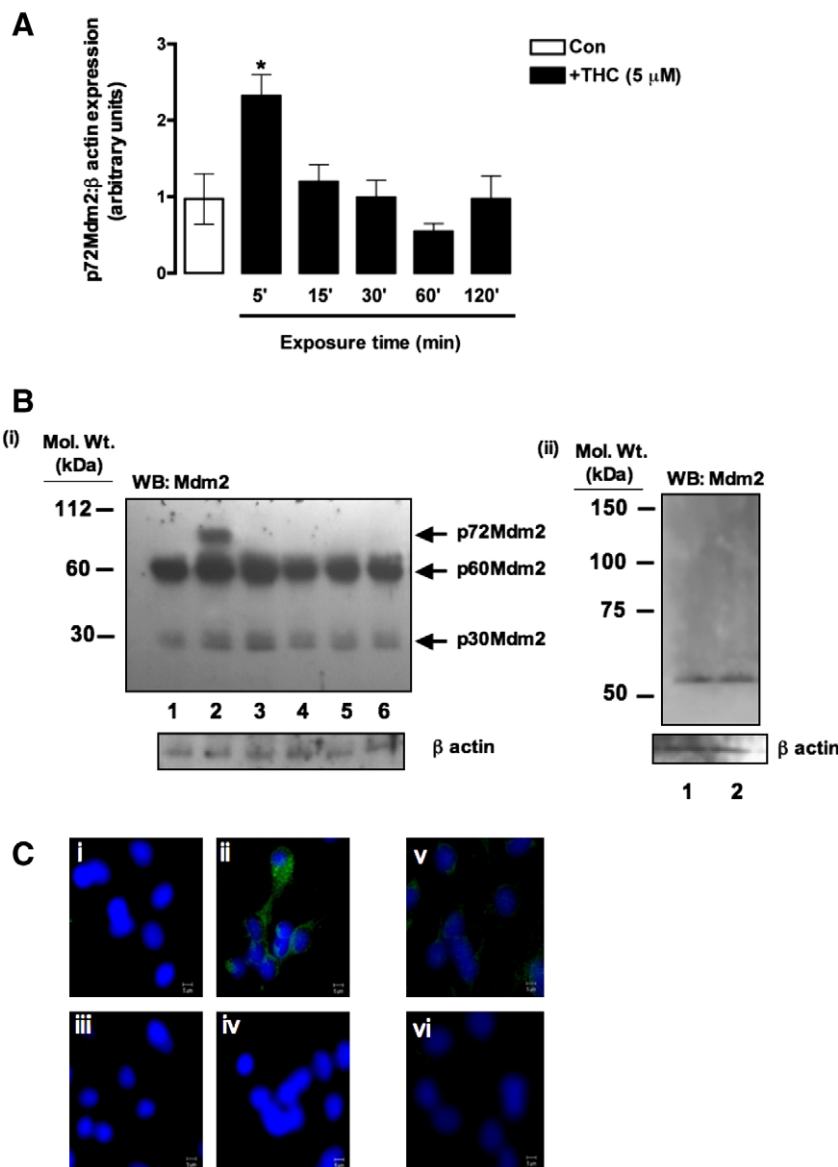 A
p72Mdm2:β actin expression
(arbitrary units)
3
2
1
0
*
Con
+THC (5 μM)
5' 15' 30' 60' 120'
Exposure time (min)
B
(i)
Mol. Wt.
(kDa)
WB: Mdm2
112
60
30
p72Mdm2
p60Mdm2
p30Mdm2
1 2 3 4 5 6
β actin
(ii)
Mol. Wt.
(kDa)
WB: Mdm2
150
100
75
50
β actin
1 2
C
i
ii
v
iii
iv
vi